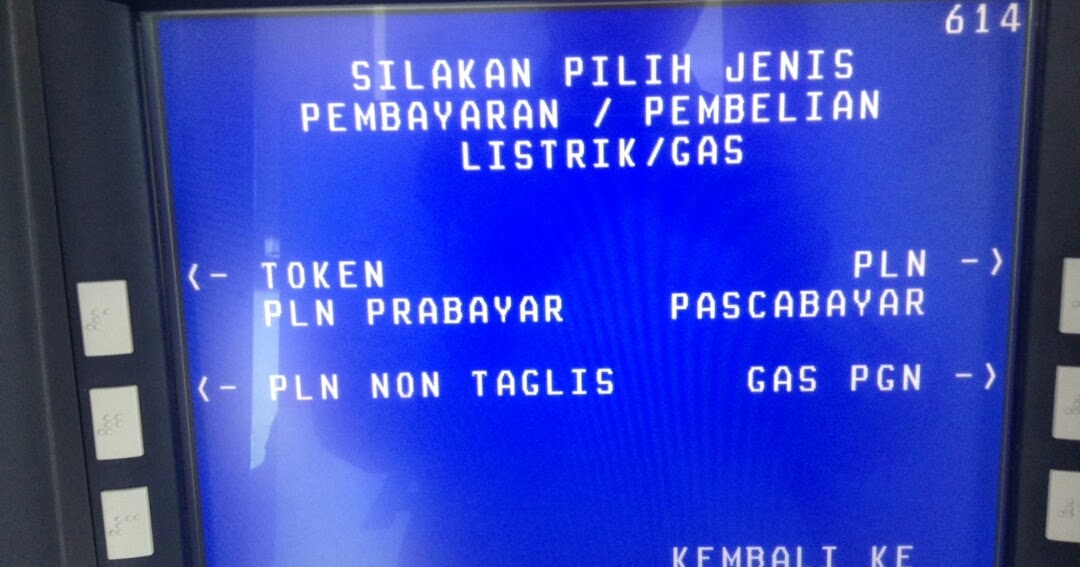 614
SILAKAN PILIH JENIS
PEMBAYARAN / PEMBELIAN
LISTRIK/GAS
<- TOKEN
PLN PRABAYAR
PLN ->
PASCABAYAR
<- PLN NON TAGLIS
GAS PGN ->
KEMBALI KE